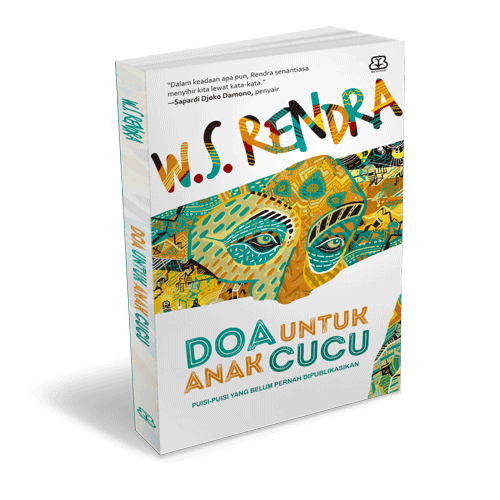 "Dalam keadaan apa pun, Rendra senantiasa
menyihir kita lewat kata-kata."
—Sapardi Djoko Damono, penyair
BENTANG
W.S. RENDRA
DOA UNTUK
ANAK CUCU
PUISI-PUISI YANG BELUM PERNAH DIPUBLIKASIKAN
W.S. RENDRA
DOA UNTUK ANAK CUCU